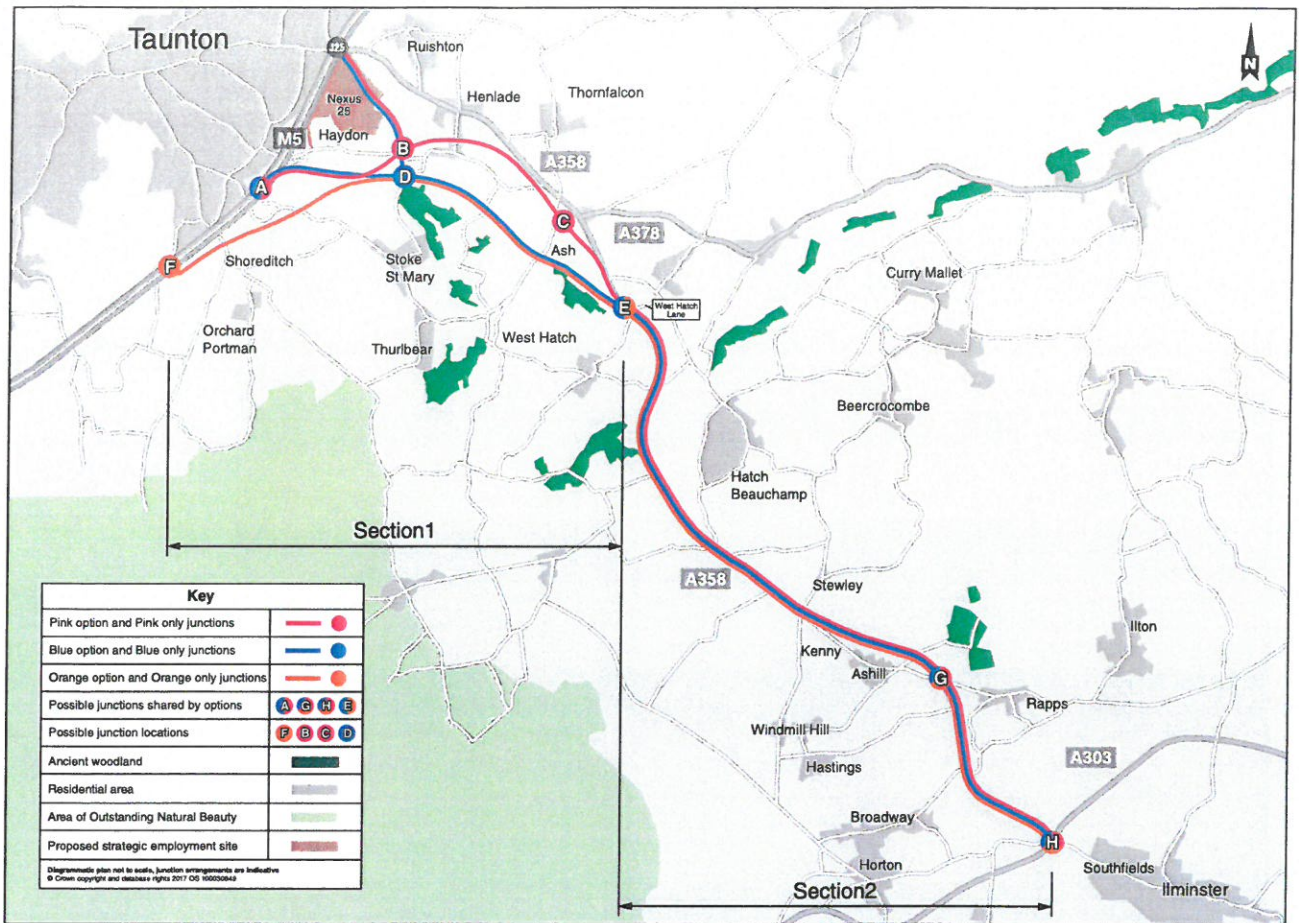 Taunton
J25
Ruishton
N
Nexus
25
Henlade
Thornfalcon
M5
Haydon
B
A358
A
D
C
A378
F
Shoreditch
Stoke
St Mary
Ash
Curry Mallet
E
West Hatch
Lane
Orchard
Portman
Thurlbear
West Hatch
Beercrocombe
Hatch
Beauchamp
Section1
A358
Stewley
Kenny
Ashill
G
Ilton
Rapps
Windmill Hill
Hastings
A303
Broadway
Horton
H
Southfields
Ilminster
Section2
Key
Pink option and Pink only junctions
Blue option and Blue only junctions
Orange option and Orange only junctions
Possible junctions shared by options A G H E
Possible junction locations F B C D
Ancient woodland
Residential area
Area of Outstanding Natural Beauty
Proposed strategic employment site
Diagrammatic plan not to scale, junction arrangements are indicative
© Crown copyright and database rights 2017 OS 100030649